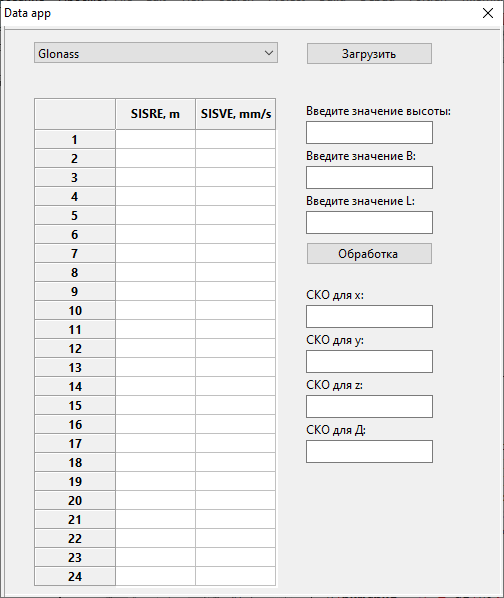 Data app
Glonass
Загрузить
SISRE, m
SISVE, mm/s
1
2
3
4
5
6
7
8
9
10
11
12
13
14
15
16
17
18
19
20
21
22
23
24
Введите значение высоты:
Введите значение B:
Введите значение L:
Обработка
СКО для x:
СКО для y:
СКО для z:
СКО для Д: